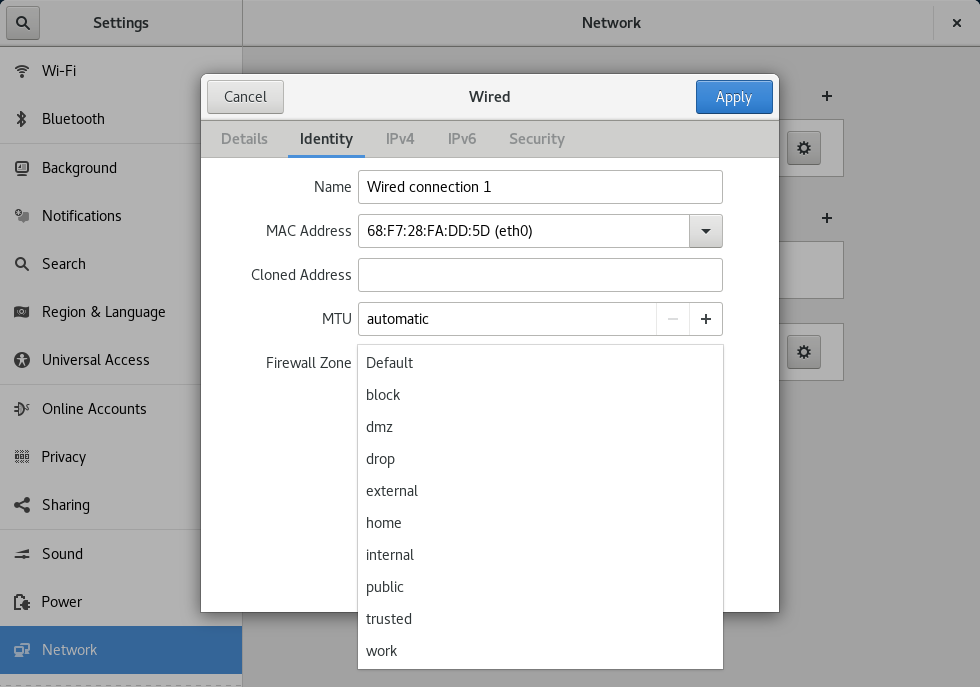 Settings
Network
Wi-Fi
Bluetooth
Background
Notifications
Search
Region & Language
Universal Access
Online Accounts
Privacy
Sharing
Sound
Power
Network
Cancel
Wired
Apply
Details Identity IPv4 IPv6 Security
Name Wired connection 1
MAC Address 68:F7:28:FA:DD:5D (eth0)
Cloned Address
MTU automatic
Firewall Zone Default
block
dmz
drop
external
home
internal
public
trusted
work